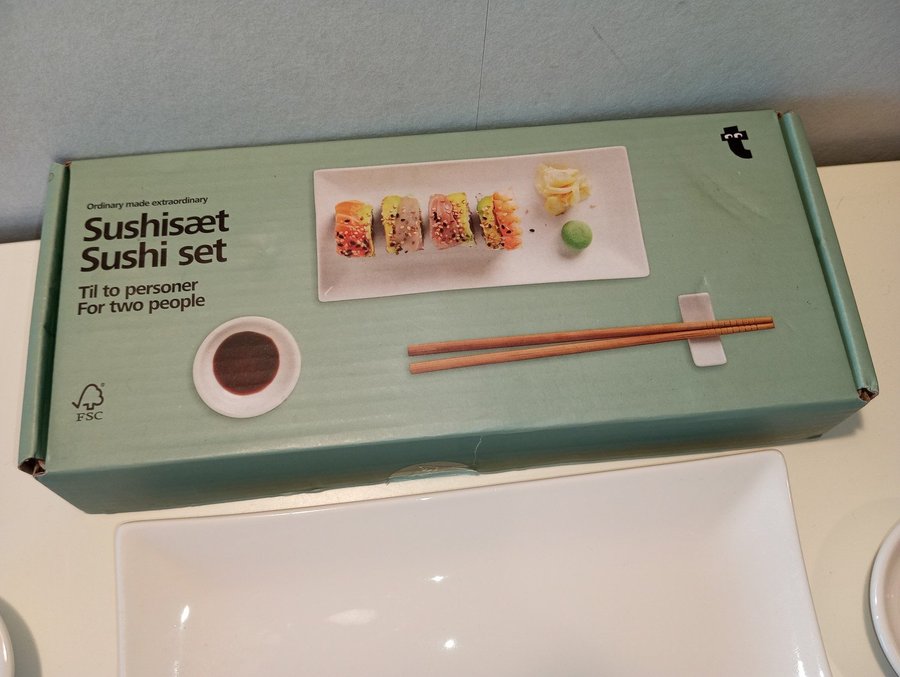 Ordinary made extraordinary
Sushisæt
Sushi set
Til to personer
For two people
FSC